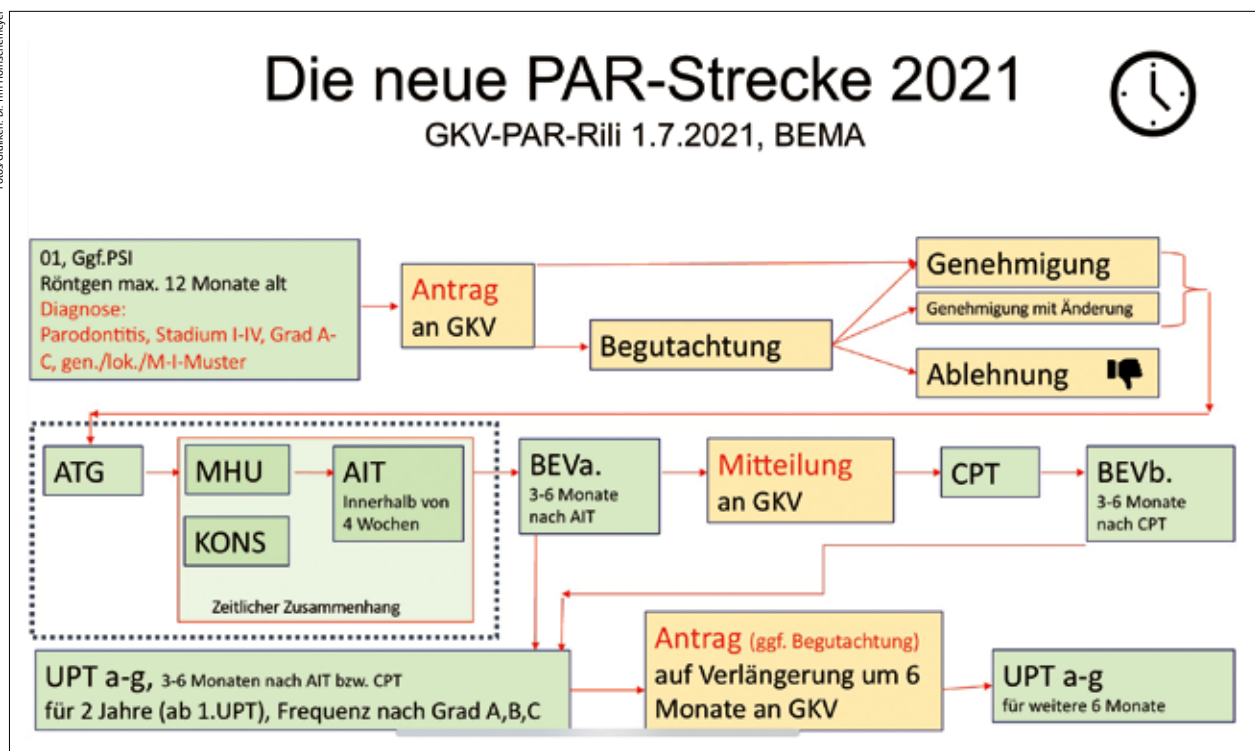 Die neue PAR-Strecke 2021
GKV-PAR-Rili 1.7.2021, BEMA
01, Ggf.PSI
Röntgen max. 12 Monate alt
Diagnose:
Parodontitis, Stadium I-IV, Grad A-
C, gen./lok./M-I-Muster
Antrag
an GKV
Begutachtung
Genehmigung
Genehmigung mit Änderung
Ablehnung
ATG
MHU
KONS
AIT
Innerhalb von
4 Wochen
Zeitlicher Zusammenhang
BEVa.
3-6 Monate
nach AIT
Mitteilung
an GKV
CPT
BEVb.
3-6 Monate
nach CPT
UPT a-g, 3-6 Monaten nach AIT bzw. CPT
für 2 Jahre (ab 1.UPT), Frequenz nach Grad A,B,C
Antrag (ggf. Begutachtung)
auf Verlängerung um 6
Monate an GKV
UPT a-g
für weitere 6 Monate